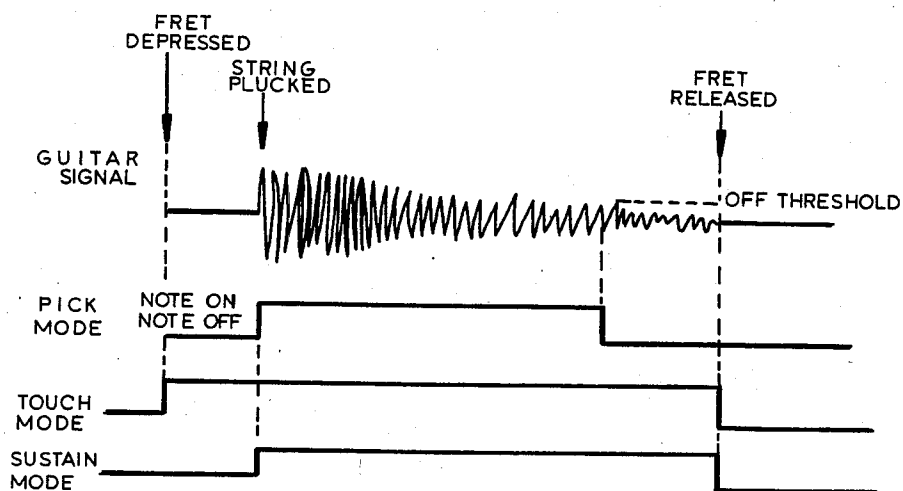 FRET
DEPRESSED
STRING
PLUCKED
FRET
RELEASED
GUITAR
SIGNAL
OFF THRESHOLD
PICK
MODE
NOTE ON
NOTE OFF
TOUCH
MODE
SUSTAIN
MODE